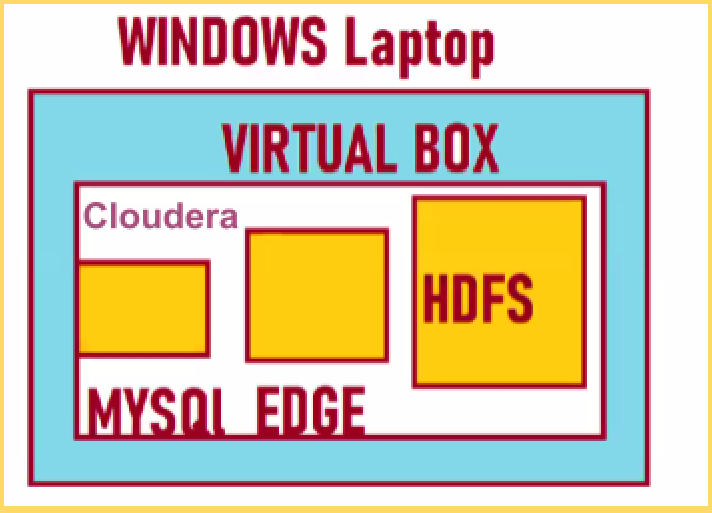 WINDOWS Laptop
VIRTUAL BOX
Cloudera
HDFS
MYSQl EDGE